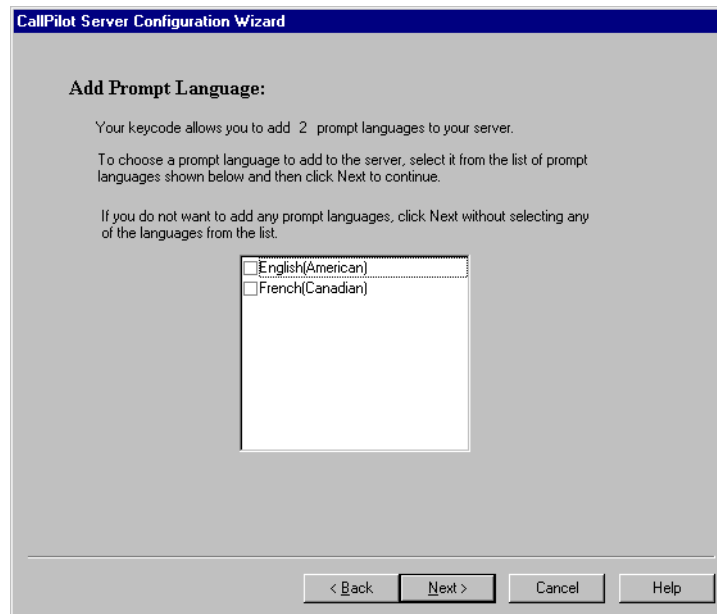 CallPilot Server Configuration Wizard
Add Prompt Language:
Your keycode allows you to add 2 prompt languages to your server.
To choose a prompt language to add to the server, select it from the list of prompt
languages shown below and then click Next to continue.
If you do not want to add any prompt languages, click Next without selecting any
of the languages from the list.
English(American)
French(Canadian)
< Back Next > Cancel Help